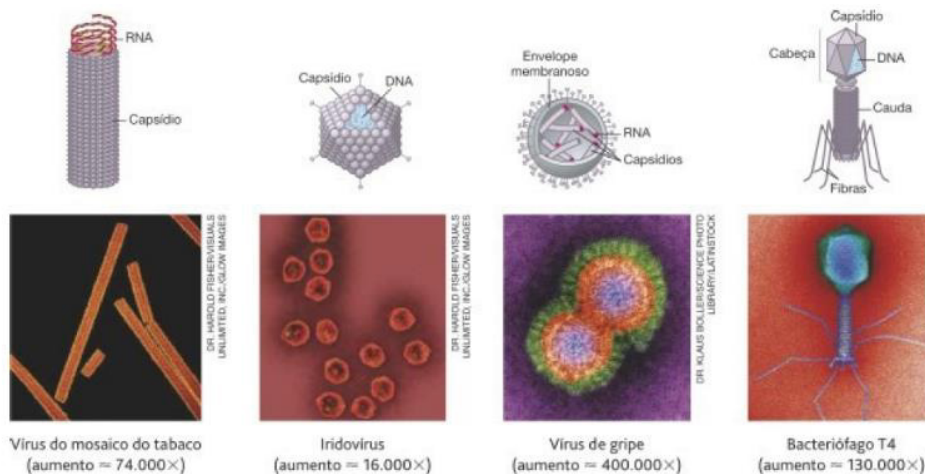 RNA
Capsídio
Capsídio
DNA
Envelope
membranoso
RNA
Capsídios
Capsídio
Cabeça
DNA
Cauda
Fibras
DR. HAROLD FISHER/VISUALS
UNLIMITED, INC./GLOW IMAGES
DR. HAROLD FISHER/VISUALS
UNLIMITED, INC./GLOW IMAGES
DR. KLAUS BOLLER/SCIENCE PHOTO
LIBRARY/LATINSTOCK
Vírus do mosaico do tabaco
(aumento ≈ 74.000×)
Iridovírus
(aumento ≈ 16.000×)
Vírus de gripe
(aumento ≈ 400.000×)
Bacteriófago T4
(aumento ≈ 130.000×)